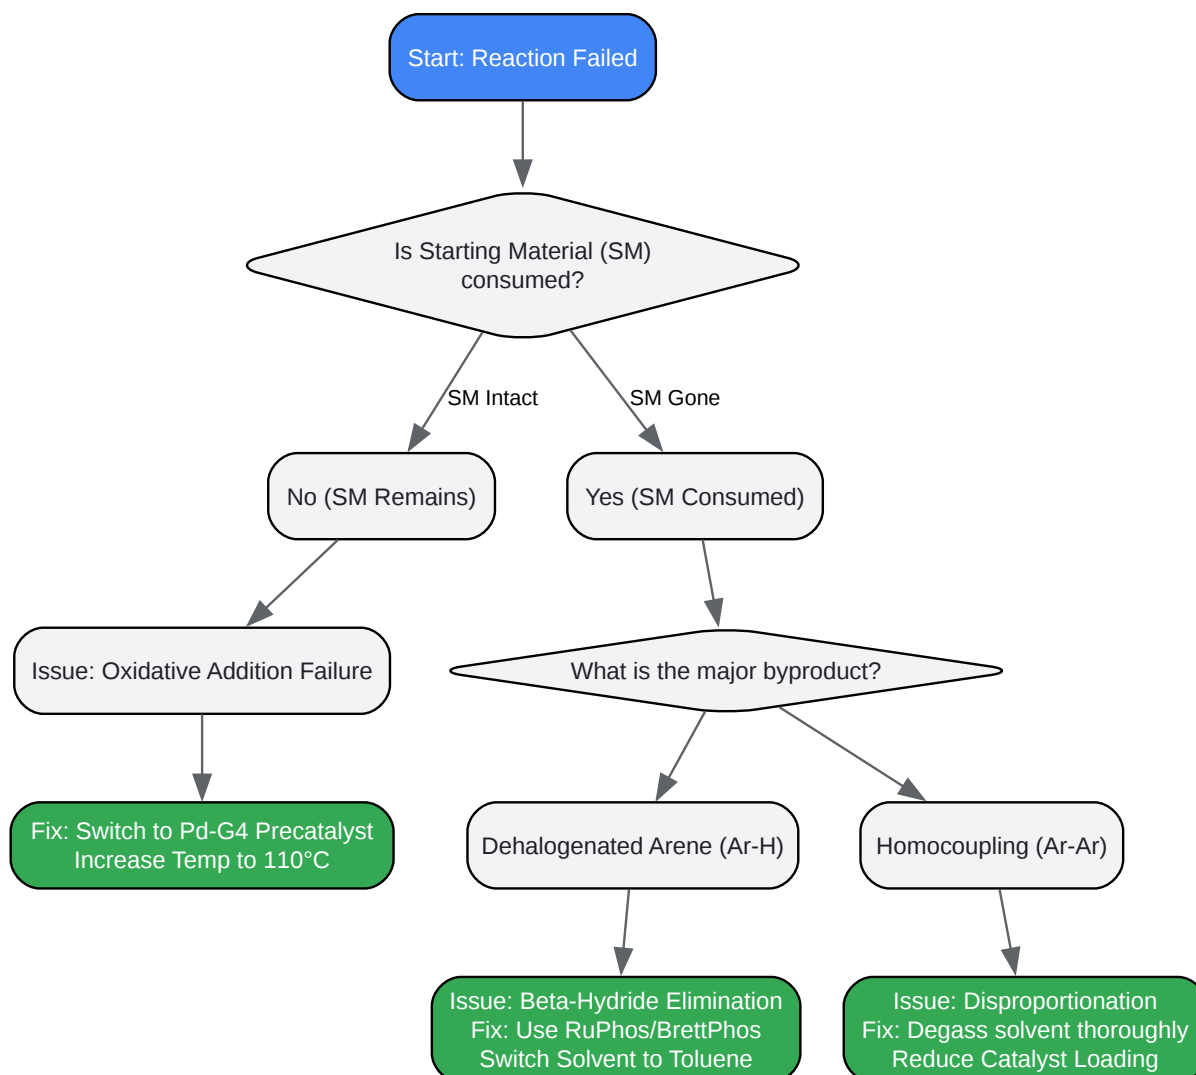 Start: Reaction Failed
Is Starting Material (SM)
consumed?
SM Intact
SM Gone
No (SM Remains)
Yes (SM Consumed)
Issue: Oxidative Addition Failure
What is the major byproduct?
Fix: Switch to Pd-G4 Precatalyst
Increase Temp to 110°C
Dehalogenated Arene (Ar-H)
Homocoupling (Ar-Ar)
Issue: Beta-Hydride Elimination
Fix: Use RuPhos/BrettPhos
Switch Solvent to Toluene
Issue: Disproportionation
Fix: Degass solvent thoroughly
Reduce Catalyst Loading